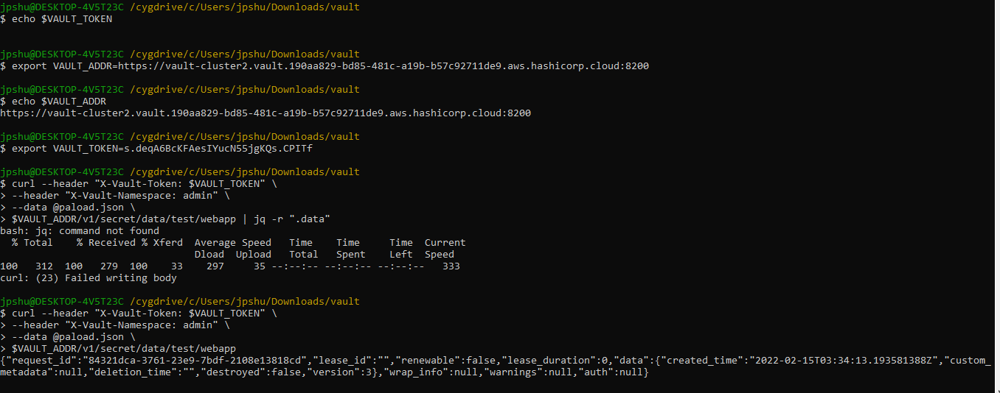 jpshu@DESKTOP-4V5T23C /cygdrive/c/Users/jpshu/Downloads/vault
$ echo $VAULT_TOKEN
jpshu@DESKTOP-4V5T23C /cygdrive/c/Users/jpshu/Downloads/vault
$ export VAULT_ADDR=https://vault-cluster2.vault.190aa829-bd85-481c-a19b-b57c92711de9.aws.hashicorp.cloud:8200
jpshu@DESKTOP-4V5T23C /cygdrive/c/Users/jpshu/Downloads/vault
$ echo $VAULT_ADDR
https://vault-cluster2.vault.190aa829-bd85-481c-a19b-b57c92711de9.aws.hashicorp.cloud:8200
jpshu@DESKTOP-4V5T23C /cygdrive/c/Users/jpshu/Downloads/vault
$ export VAULT_TOKEN=s.deqA6BcKFAesIYucN55jgKQs.CPITf
jpshu@DESKTOP-4V5T23C /cygdrive/c/Users/jpshu/Downloads/vault
$ curl --header "X-Vault-Token: $VAULT_TOKEN" \
> --header "X-Vault-Namespace: admin" \
> --data @paload.json \
> $VAULT_ADDR/v1/secret/data/test/webapp | jq -r ".data"
bash: jq: command not found
  % Total    % Received % Xferd  Average Speed   Time    Time     Time  Current
                                 Dload  Upload   Total   Spent    Left  Speed
100   312  100   279  100    33    297     35 --:--:-- --:--:-- --:--:--   333
curl: (23) Failed writing body
jpshu@DESKTOP-4V5T23C /cygdrive/c/Users/jpshu/Downloads/vault
$ curl --header "X-Vault-Token: $VAULT_TOKEN" \
> --header "X-Vault-Namespace: admin" \
> --data @paload.json \
> $VAULT_ADDR/v1/secret/data/test/webapp
{"request_id":"84321dca-3761-23e9-7bdf-2108e13818cd","lease_id":"","renewable":false,"lease_duration":0,"data":{"created_time":"2022-02-15T03:34:13.193581388Z","custom_
metadata":null,"deletion_time":"","destroyed":false,"version":3},"wrap_info":null,"warnings":null,"auth":null}